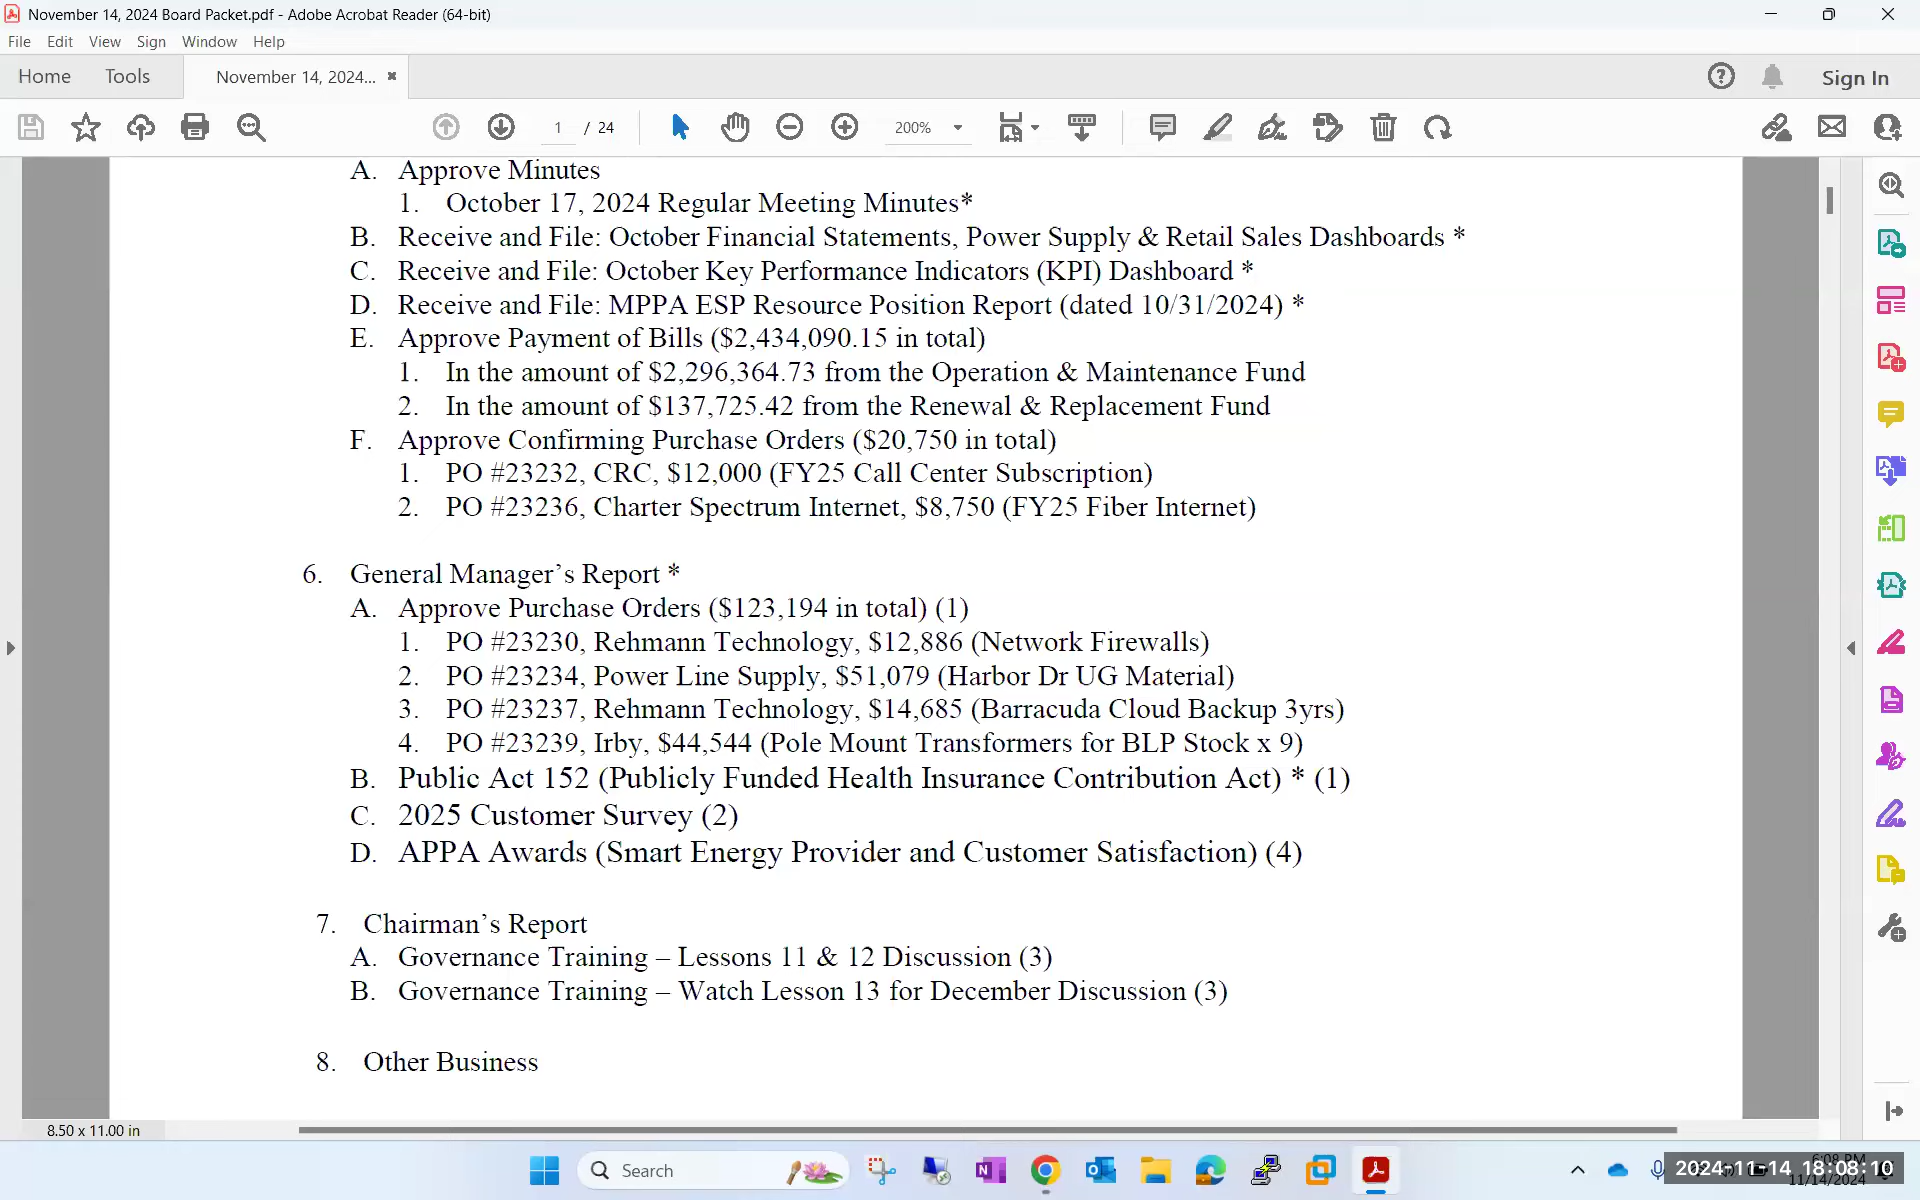 November 14, 2024 Board Packet.pdf - Adobe Acrobat Reader (64-bit)
File Edit View Sign Window Help
Home Tools November 14, 2024... Sign In
1 / 24 200%
A. Approve Minutes
1. October 17, 2024 Regular Meeting Minutes*
B. Receive and File: October Financial Statements, Power Supply & Retail Sales Dashboards *
C. Receive and File: October Key Performance Indicators (KPI) Dashboard *
D. Receive and File: MPPA ESP Resource Position Report (dated 10/31/2024) *
E. Approve Payment of Bills ($2,434,090.15 in total)
1. In the amount of $2,296,364.73 from the Operation & Maintenance Fund
2. In the amount of $137,725.42 from the Renewal & Replacement Fund
F. Approve Confirming Purchase Orders ($20,750 in total)
1. PO #23232, CRC, $12,000 (FY25 Call Center Subscription)
2. PO #23236, Charter Spectrum Internet, $8,750 (FY25 Fiber Internet)
6. General Manager’s Report *
A. Approve Purchase Orders ($123,194 in total) (1)
1. PO #23230, Rehmann Technology, $12,886 (Network Firewalls)
2. PO #23234, Power Line Supply, $51,079 (Harbor Dr UG Material)
3. PO #23237, Rehmann Technology, $14,685 (Barracuda Cloud Backup 3yrs)
4. PO #23239, Irby, $44,544 (Pole Mount Transformers for BLP Stock x 9)
B. Public Act 152 (Publicly Funded Health Insurance Contribution Act) * (1)
C. 2025 Customer Survey (2)
D. APPA Awards (Smart Energy Provider and Customer Satisfaction) (4)
7. Chairman’s Report
A. Governance Training – Lessons 11 & 12 Discussion (3)
B. Governance Training – Watch Lesson 13 for December Discussion (3)
8. Other Business
8.50 x 11.00 in
Search
6:08 PM
2024-11-14 18:08:10
11/14/2024